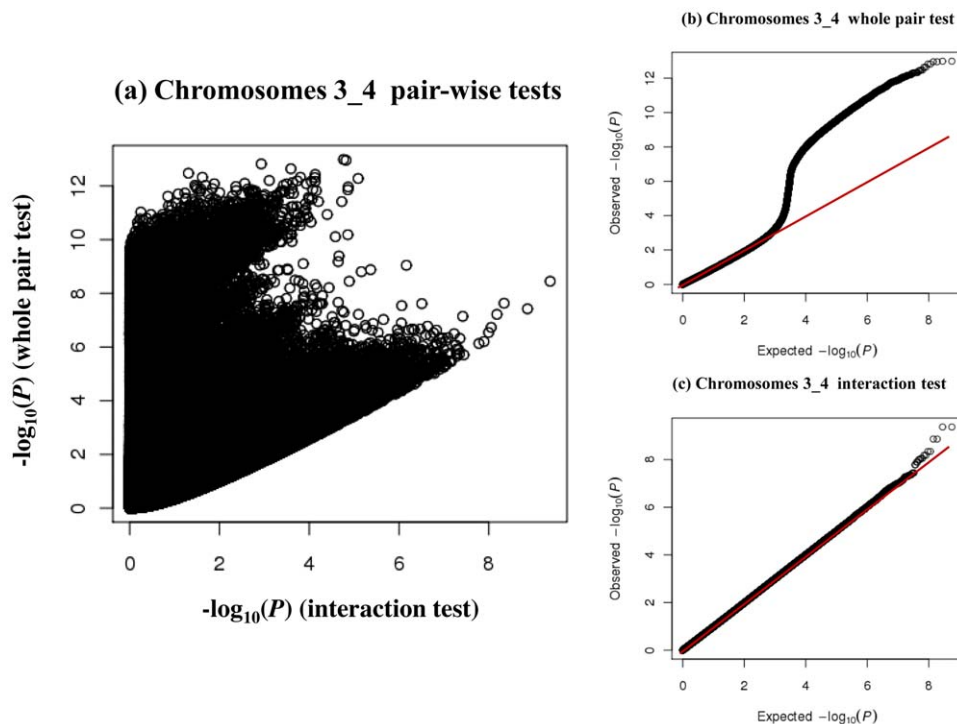 (a) Chromosomes 3_4 pair-wise tests
-log10(P) (whole pair test)
12
10
8
6
4
2
0
0 2 4 6 8
-log10(P) (interaction test)
(b) Chromosomes 3_4 whole pair test
Observed −log10(P)
12
10
8
6
4
2
0
0 2 4 6 8
Expected −log10(P)
(c) Chromosomes 3_4 interaction test
Observed −log10(P)
8
6
4
2
0
0 2 4 6 8
Expected −log10(P)